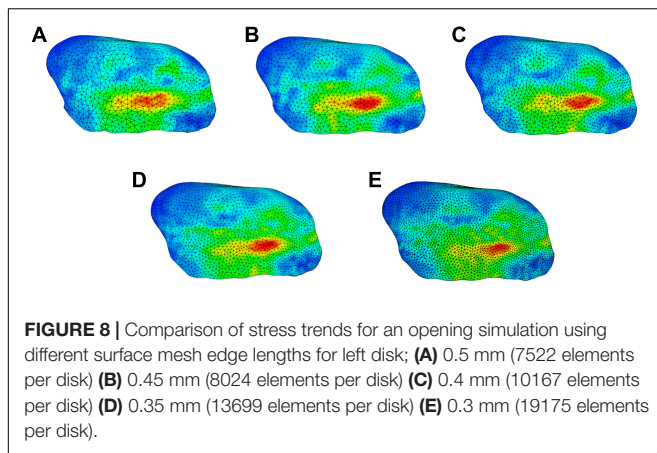 A
B
C
D
E
FIGURE 8 | Comparison of stress trends for an opening simulation using
different surface mesh edge lengths for left disk; (A) 0.5 mm (7522 elements
per disk) (B) 0.45 mm (8024 elements per disk) (C) 0.4 mm (10167 elements
per disk) (D) 0.35 mm (13699 elements per disk) (E) 0.3 mm (19175 elements
per disk).